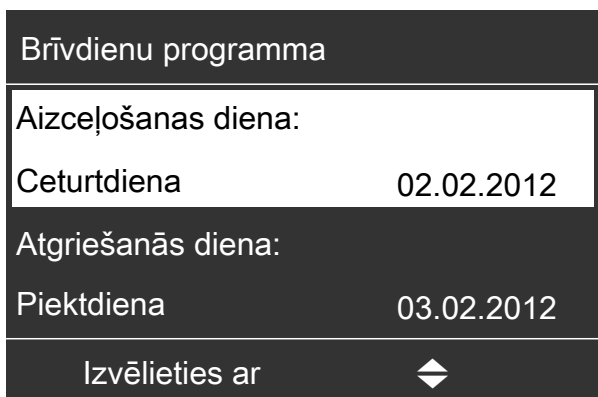 Brīvdienu programma
Aizceļošanas diena:
Ceturtdiena 02.02.2012
Atgriešanās diena:
Piektdiena 03.02.2012
Izvēlieties ar